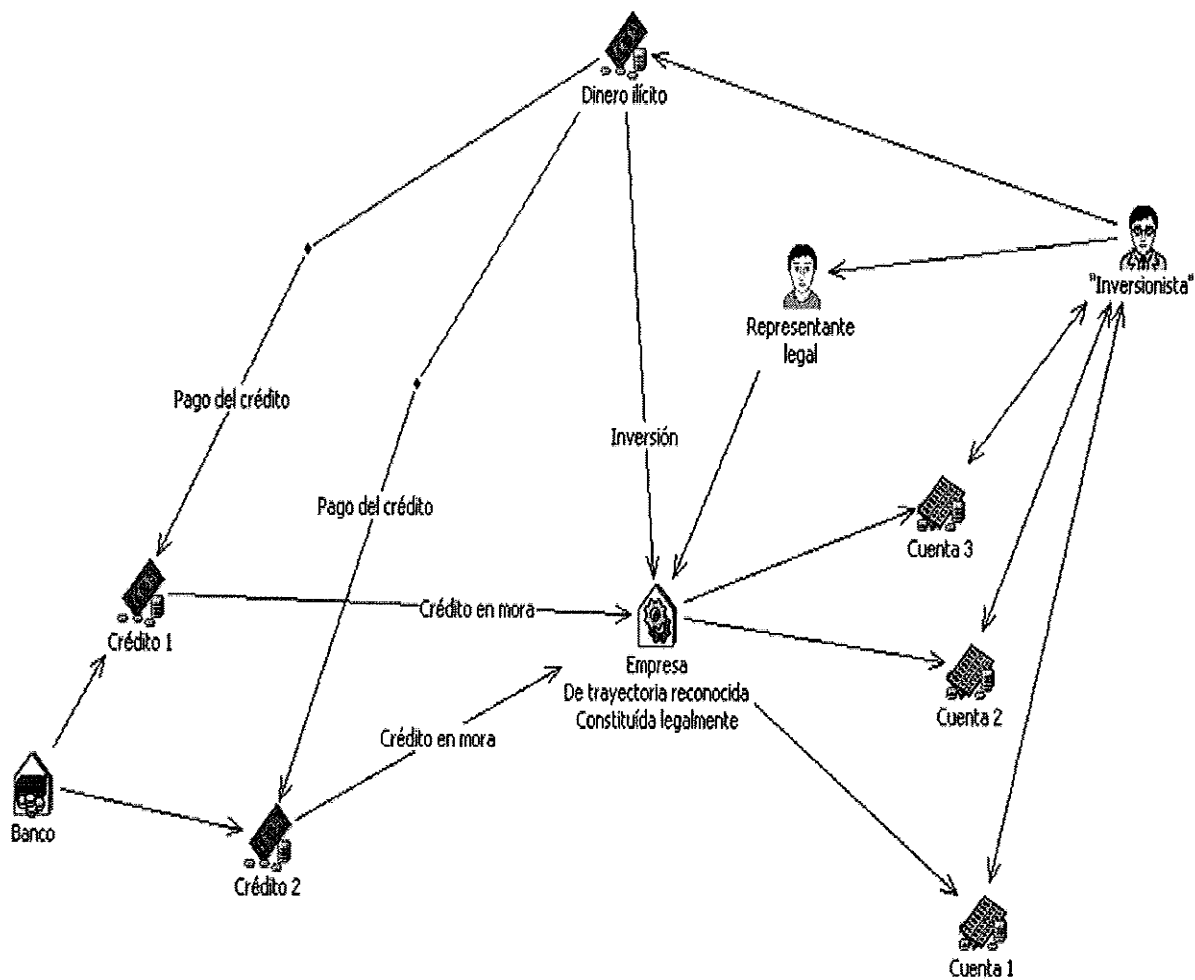 Dinero ilícito
"Inversionista"
Representante
legal
Pago del crédito
Inversión
Pago del crédito
Cuenta 3
Crédito en mora
Crédito 1
Empresa
De trayectoria reconocida
Constituída legalmente
Cuenta 2
Crédito en mora
Banco
Crédito 2
Cuenta 1